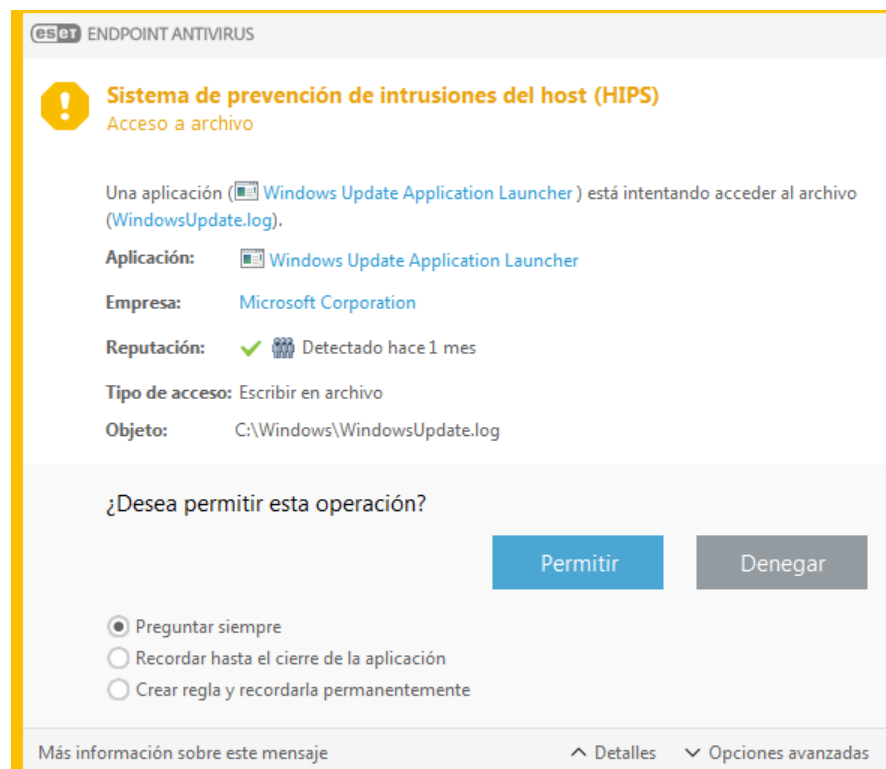 eset ENDPOINT ANTIVIRUS
Sistema de prevención de intrusiones del host (HIPS)
Acceso a archivo
Una aplicación ( Windows Update Application Launcher ) está intentando acceder al archivo
(WindowsUpdate.log).
Aplicación: Windows Update Application Launcher
Empresa: Microsoft Corporation
Reputación: Detectado hace 1 mes
Tipo de acceso: Escribir en archivo
Objeto: C:\Windows\WindowsUpdate.log
¿Desea permitir esta operación?
Permitir Denegar
Preguntar siempre
Recordar hasta el cierre de la aplicación
Crear regla y recordarla permanentemente
Más información sobre este mensaje Detalles Opciones avanzadas